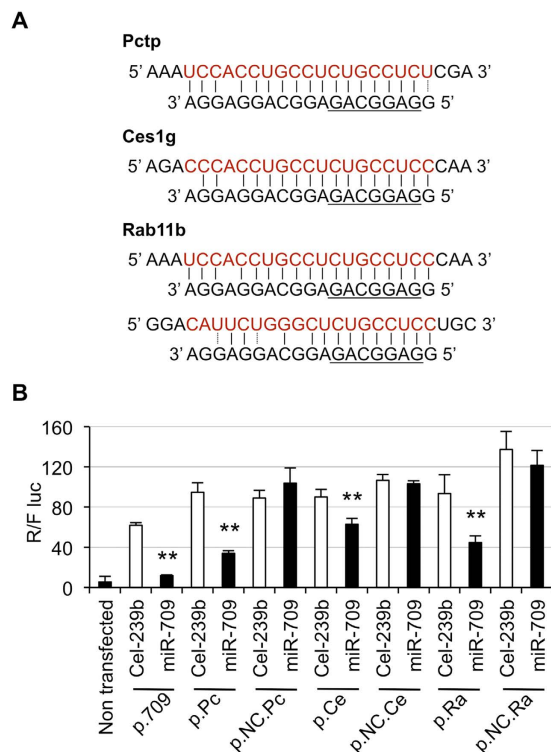 A
Pctp
5’ AAAUCCACCUGCCUCUGCCUCUCGA 3’
3’ AGGAGGACGGAGACGGAGG 5’
Ces1g
5’ AGACCCACCUGCCUCUGCCUCCCAA 3’
3’ AGGAGGACGGAGACGGAGG 5’
Rab11b
5’ AAAUCCACCUGCCUCUGCCUCCCAA 3’
3’ AGGAGGACGGAGACGGAGG 5’
5’ GGACAUUCUGGGCUCUGCCUCCUGC 3’
3’ AGGAGGACGGAGACGGAGG 5’
B
R/F luc
160
120
80
40
0
** ** ** **
Non transfected
Cel-239b
miR-709
Cel-239b
miR-709
Cel-239b
miR-709
Cel-239b
miR-709
Cel-239b
miR-709
Cel-239b
miR-709
Cel-239b
miR-709
p.709
p.Pc
p.NC.Pc
p.Ce
p.NC.Ce
p.Ra
p.NC.Ra